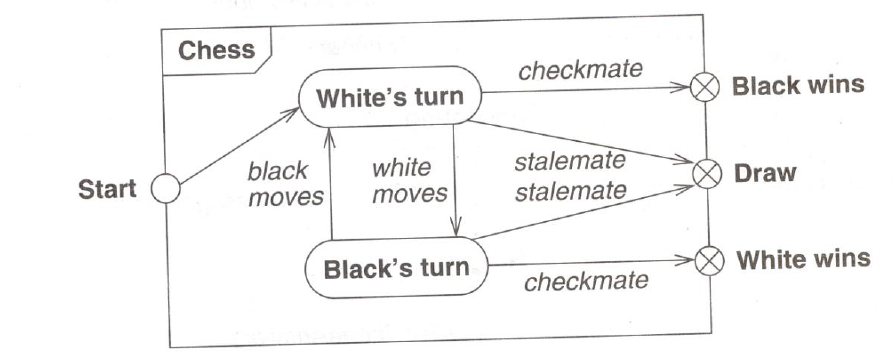 Chess
White's turn
checkmate
Black wins
Start
black
moves
white
moves
stalemate
stalemate
Draw
Black's turn
checkmate
White wins